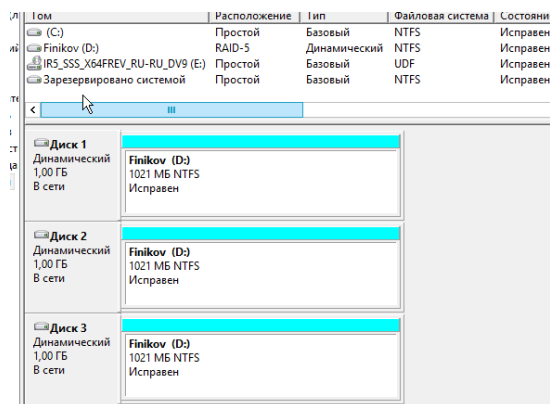 Том Расположение Тип Файловая система Состояни
(C:) Простой Базовый NTFS Исправен
Finikov (D:) RAID-5 Динамический NTFS Исправен
IR5_SSS_X64FREV_RU-RU_DV9 (E:) Простой Базовый UDF Исправен
Зарезервировано системой Простой Базовый NTFS Исправен
Диск 1
Динамический
1,00 ГБ
В сети
Finikov (D:)
1021 МБ NTFS
Исправен
Диск 2
Динамический
1,00 ГБ
В сети
Finikov (D:)
1021 МБ NTFS
Исправен
Диск 3
Динамический
1,00 ГБ
В сети
Finikov (D:)
1021 МБ NTFS
Исправен